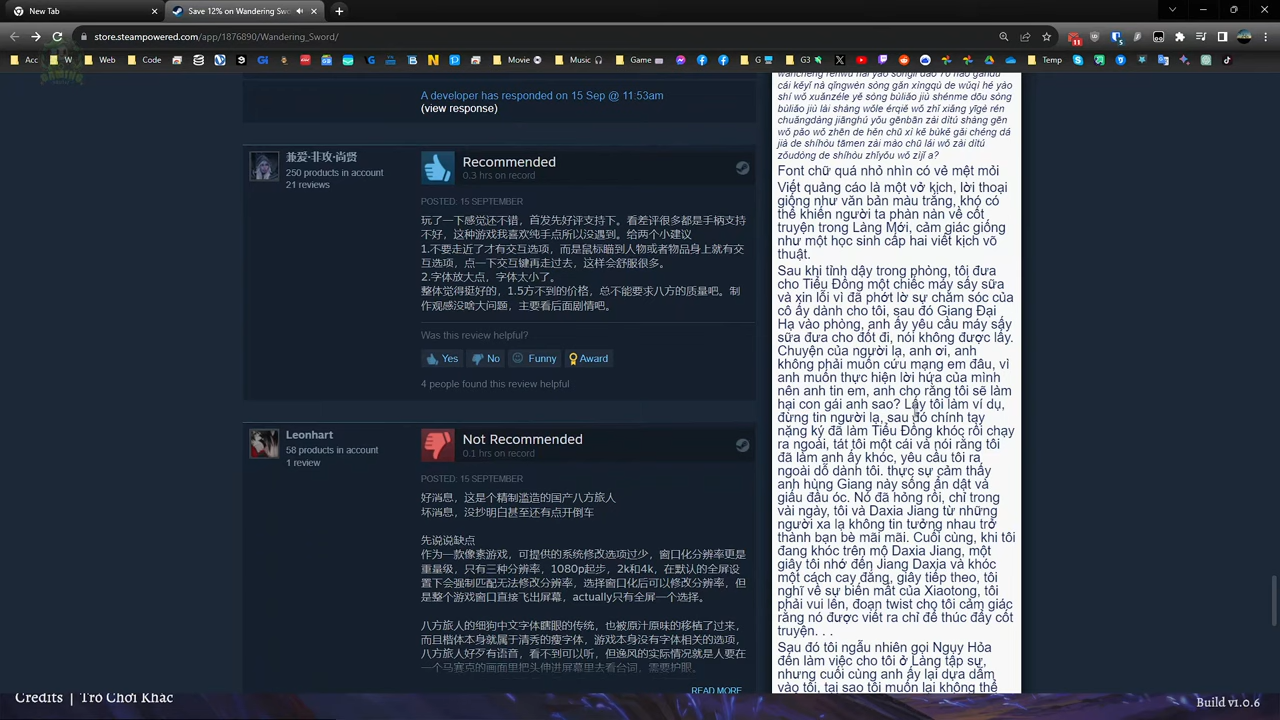 New Tab
Save 12% on Wandering_Sword
store.steampowered.com/app/1876890/Wandering_Sword/
Acc
W
Web
Code
Movie
Music
Game
G
G3
Temp
A developer has responded on 15 Sep @ 11:53am
(view response)
兼爱·非攻·尚贤
250 products in account
21 reviews
Recommended
0.3 hrs on record
POSTED: 15 SEPTEMBER
玩了一下感觉还不错，首发先好评支持下。看差评很多都是手柄支持
不好，这种游戏我喜欢纯手点所以没遇到。给两个小建议
1.不要走近了才有交互选项，而是鼠标瞄到人物或者物品身上就有交
互选项，点一下交互键再走过去，这样会舒服很多。
2.字体放大点，字体太小了。
整体觉得挺好的，1.5方不到的价格，总不能要求八方的质量吧。制
作观感没啥大问题，主要看后面剧情吧。
Was this review helpful?
Yes
No
Funny
Award
4 people found this review helpful
Leonhart
58 products in account
1 review
Not Recommended
0.1 hrs on record
POSTED: 15 SEPTEMBER
好消息，这是个精制滥造的国产八方旅人
坏消息，没抄明白甚至还有点开倒车
先说说缺点
作为一款像素游戏，可提供的系统修改选项过少，窗口化分辨率更是
重量级，只有三种分辨率，1080p起步，2k和4k，在默认的全屏设
置下会强制匹配无法修改分辨率，选择窗口化后可以修改分辨率，但
是整个游戏窗口直接飞出屏幕，actually只有全屏一个选择。
八方旅人的细狗中文字体瞎眼的传统，也被原汁原味的移植了过来，
而且楷体本身就属于清秀的瘦字体，游戏本身没有字体相关的选项，
八方旅人好歹有语音，看不到可以听，但逸风的实际情况就是人要在
一个马赛克的画面里把头伸进屏幕里去看台词，需要护眼。
READ MORE
cái kěyǐ nà qīngwèn sóng gǎn xìngqù de wǔqì hé yào
shí wǒ xuǎnzéle yě sòng bùliǎo jiù shénme dōu sòng
bùliǎo jiù lái shàng wǒle érqiě wǒ zhǐ xiǎng yīgè rén
chuǎngdàng jiānghú yǒu gēnbān zài dìtú shàng gēn
wǒ pǎo wǒ zhēn de hěn chū xì kě bùkě gǎi chéng dǎ
jià de shíhòu tāmen zài mào chū lái wǒ zài dìtú
zǒudòng de shíhòu zhǐyǒu wǒ zìjǐ a?
Font chữ quá nhỏ nhìn có vẻ mệt mỏi
Viết quảng cáo là một vở kịch, lời thoại
giống như văn bản màu trắng, khó có
thể khiến người ta phàn nàn về cốt
truyện trong Làng Mới, cảm giác giống
như một học sinh cấp hai viết kịch võ
thuật.
Sau khi tỉnh dậy trong phòng, tôi đưa
cho Tiểu Đồng một chiếc máy sấy sữa
và xin lỗi vì đã phớt lờ sự chăm sóc của
cô ấy dành cho tôi, sau đó Giang Đại
Hạ vào phòng, anh ấy yêu cầu máy sấy
sữa đưa cho đốt đi, nói không được lấy.
Chuyện của người lạ, anh ơi, anh
không phải muốn cứu mạng em đâu, vì
anh muốn thực hiện lời hứa của mình
nên anh tin em, anh cho rằng tôi sẽ làm
hại con gái anh sao? Lấy tôi làm ví dụ,
đừng tin người lạ, sau đó chính tay
nặng ký đã làm Tiểu Đồng khóc rồi chạy
ra ngoài, tát tôi một cái và nói rằng tôi
đã làm anh ấy khóc, yêu cầu tôi ra
ngoài dỗ dành tôi. thực sự cảm thấy
anh hùng Giang này sống ẩn dật và
giấu đầu óc. Nó đã hỏng rồi, chỉ trong
vài ngày, tôi và Daxia Jiang từ những
người xa lạ không tin tưởng nhau trở
thành bạn bè mãi mãi. Cuối cùng, khi tôi
đang khóc trên mộ Daxia Jiang, một
giây tôi nhớ đến Jiang Daxia và khóc
một cách cay đắng, giây tiếp theo, tôi
nghĩ về sự biến mất của Xiaotong, tôi
phải vui lên, đoạn twist cho tôi cảm giác
rằng nó được viết ra chỉ để thúc đẩy cốt
truyện. . .
Sau đó tôi ngẫu nhiên gọi Ngụy Hỏa
đến làm việc cho tôi ở Làng tập sự,
nhưng cuối cùng anh ấy lại dựa dẫm
vào tôi, tại sao tôi muốn lại không thể
Credits | Trò Chơi Khác
Build v1.0.6